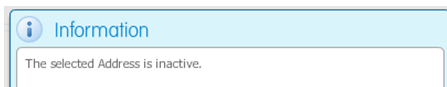 Information
The selected Address is inactive.